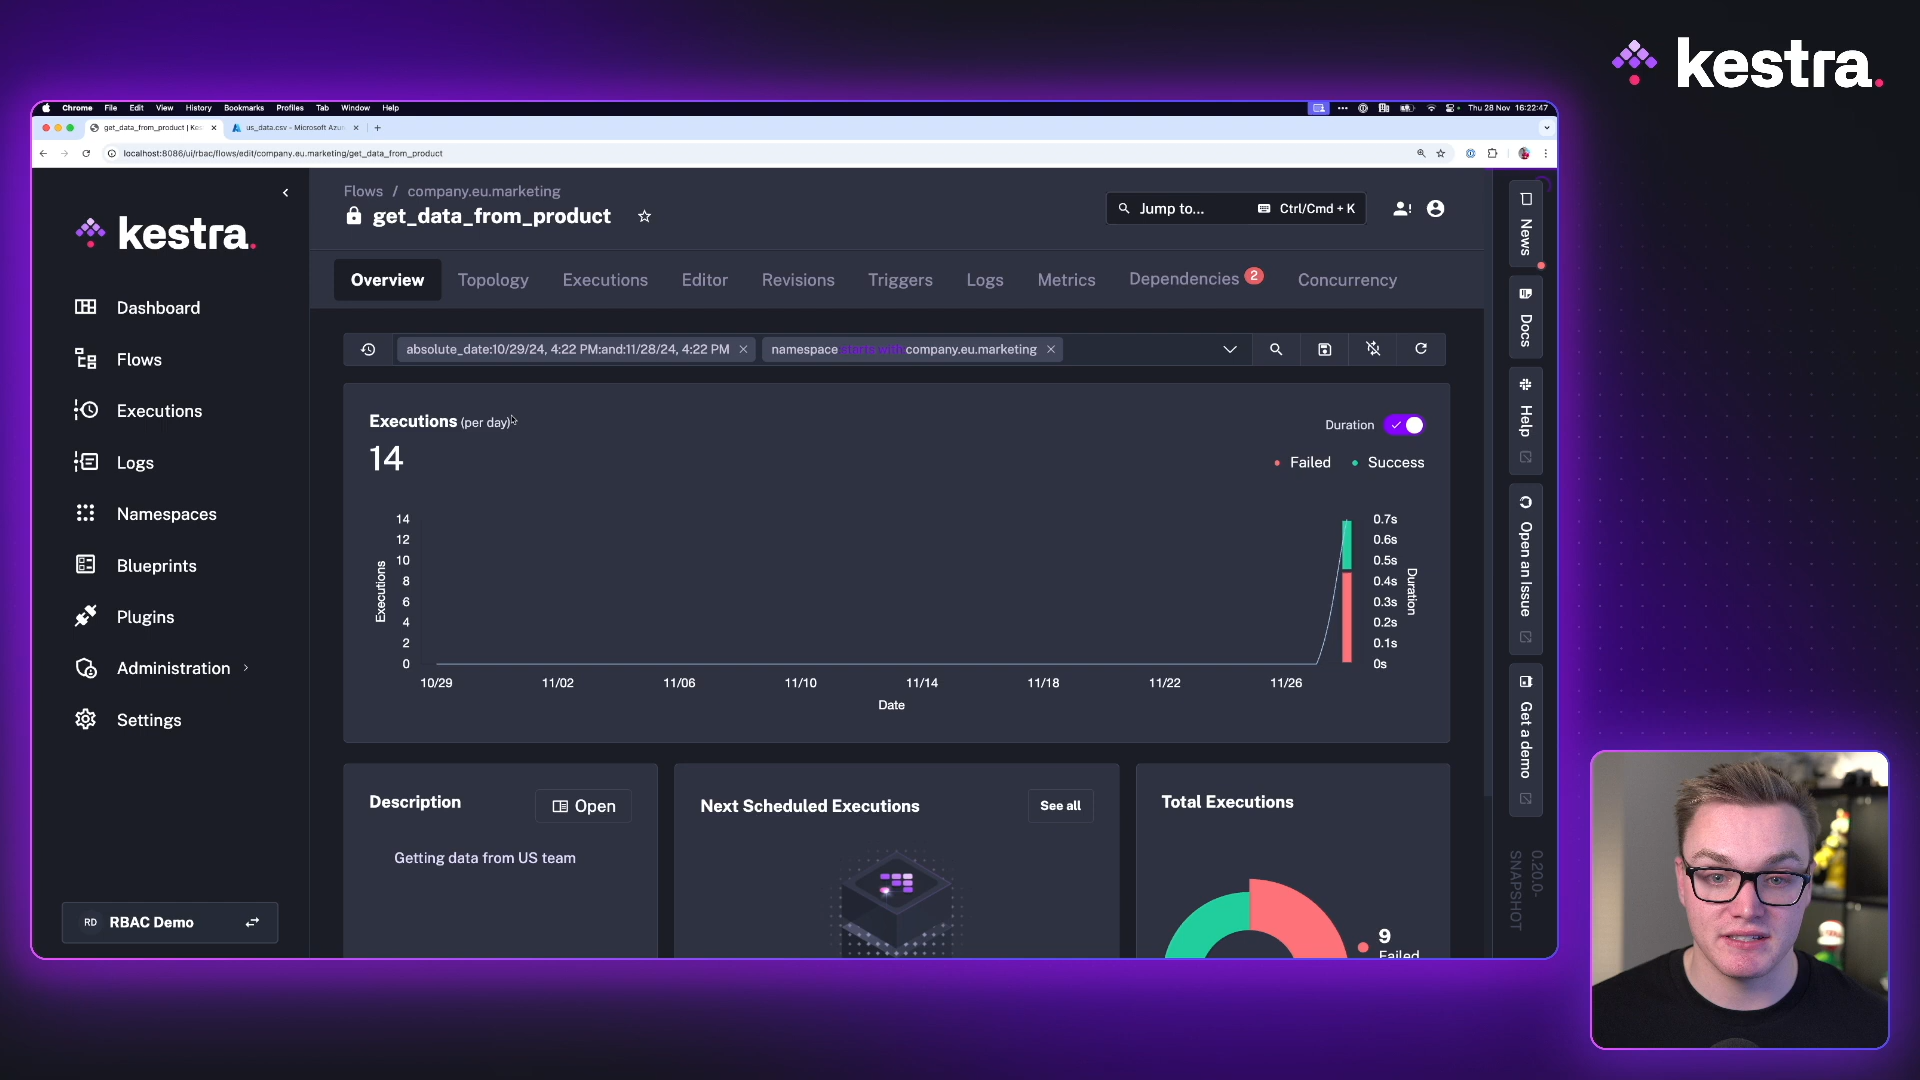 kestra.
Chrome File Edit View History Bookmarks Profiles Tab Window Help
Thu 28 Nov 16:22:47
get_data_from_product | Kes
us_data.csv - Microsoft Azur
localhost:8086/ui/rbac/flows/edit/company.eu.marketing/get_data_from_product
kestra.
Dashboard
Flows
Executions
Logs
Namespaces
Blueprints
Plugins
Administration
Settings
RD RBAC Demo
Flows / company.eu.marketing
get_data_from_product
Jump to... Ctrl/Cmd + K
Overview Topology Executions Editor Revisions Triggers Logs Metrics Dependencies 2 Concurrency
absolute_date:10/29/24, 4:22 PM:and:11/28/24, 4:22 PM
namespace starts with company.eu.marketing
Executions (per day)
14
Duration
Failed Success
Executions
14
12
10
8
6
4
2
0
0.7s
0.6s
0.5s
0.4s
0.3s
0.2s
0.1s
0s
Duration
10/29 11/02 11/06 11/10 11/14 11/18 11/22 11/26
Date
Description
Open
Getting data from US team
Next Scheduled Executions
See all
Total Executions
9
Failed
News
Docs
Help
Open an Issue
Get a demo
0.20.0-
SNAPSHOT